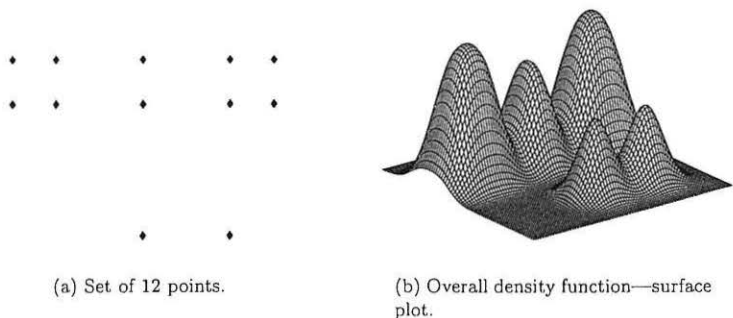 (a) Set of 12 points.
(b) Overall density function—surface
plot.